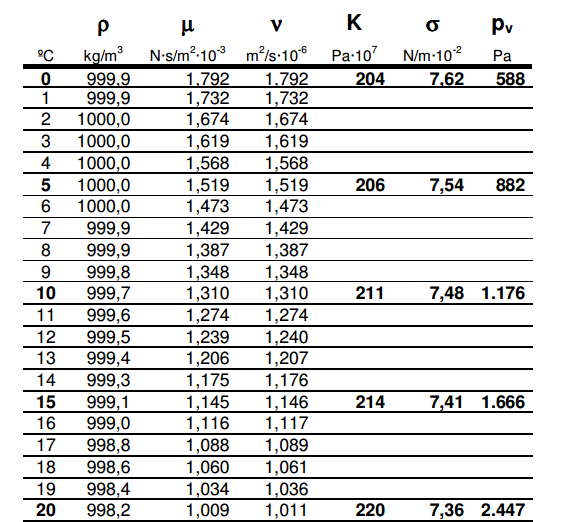 ρ μ ν K σ pv
ºC kg/m³ N·s/m²·10⁻³ m²/s·10⁻⁶ Pa·10⁷ N/m·10⁻² Pa
0 999,9 1,792 1,792 204 7,62 588
1 999,9 1,732 1,732
2 1000,0 1,674 1,674
3 1000,0 1,619 1,619
4 1000,0 1,568 1,568
5 1000,0 1,519 1,519 206 7,54 882
6 1000,0 1,473 1,473
7 999,9 1,429 1,429
8 999,9 1,387 1,387
9 999,8 1,348 1,348
10 999,7 1,310 1,310 211 7,48 1.176
11 999,6 1,274 1,274
12 999,5 1,239 1,240
13 999,4 1,206 1,207
14 999,3 1,175 1,176
15 999,1 1,145 1,146 214 7,41 1.666
16 999,0 1,116 1,117
17 998,8 1,088 1,089
18 998,6 1,060 1,061
19 998,4 1,034 1,036
20 998,2 1,009 1,011 220 7,36 2.447